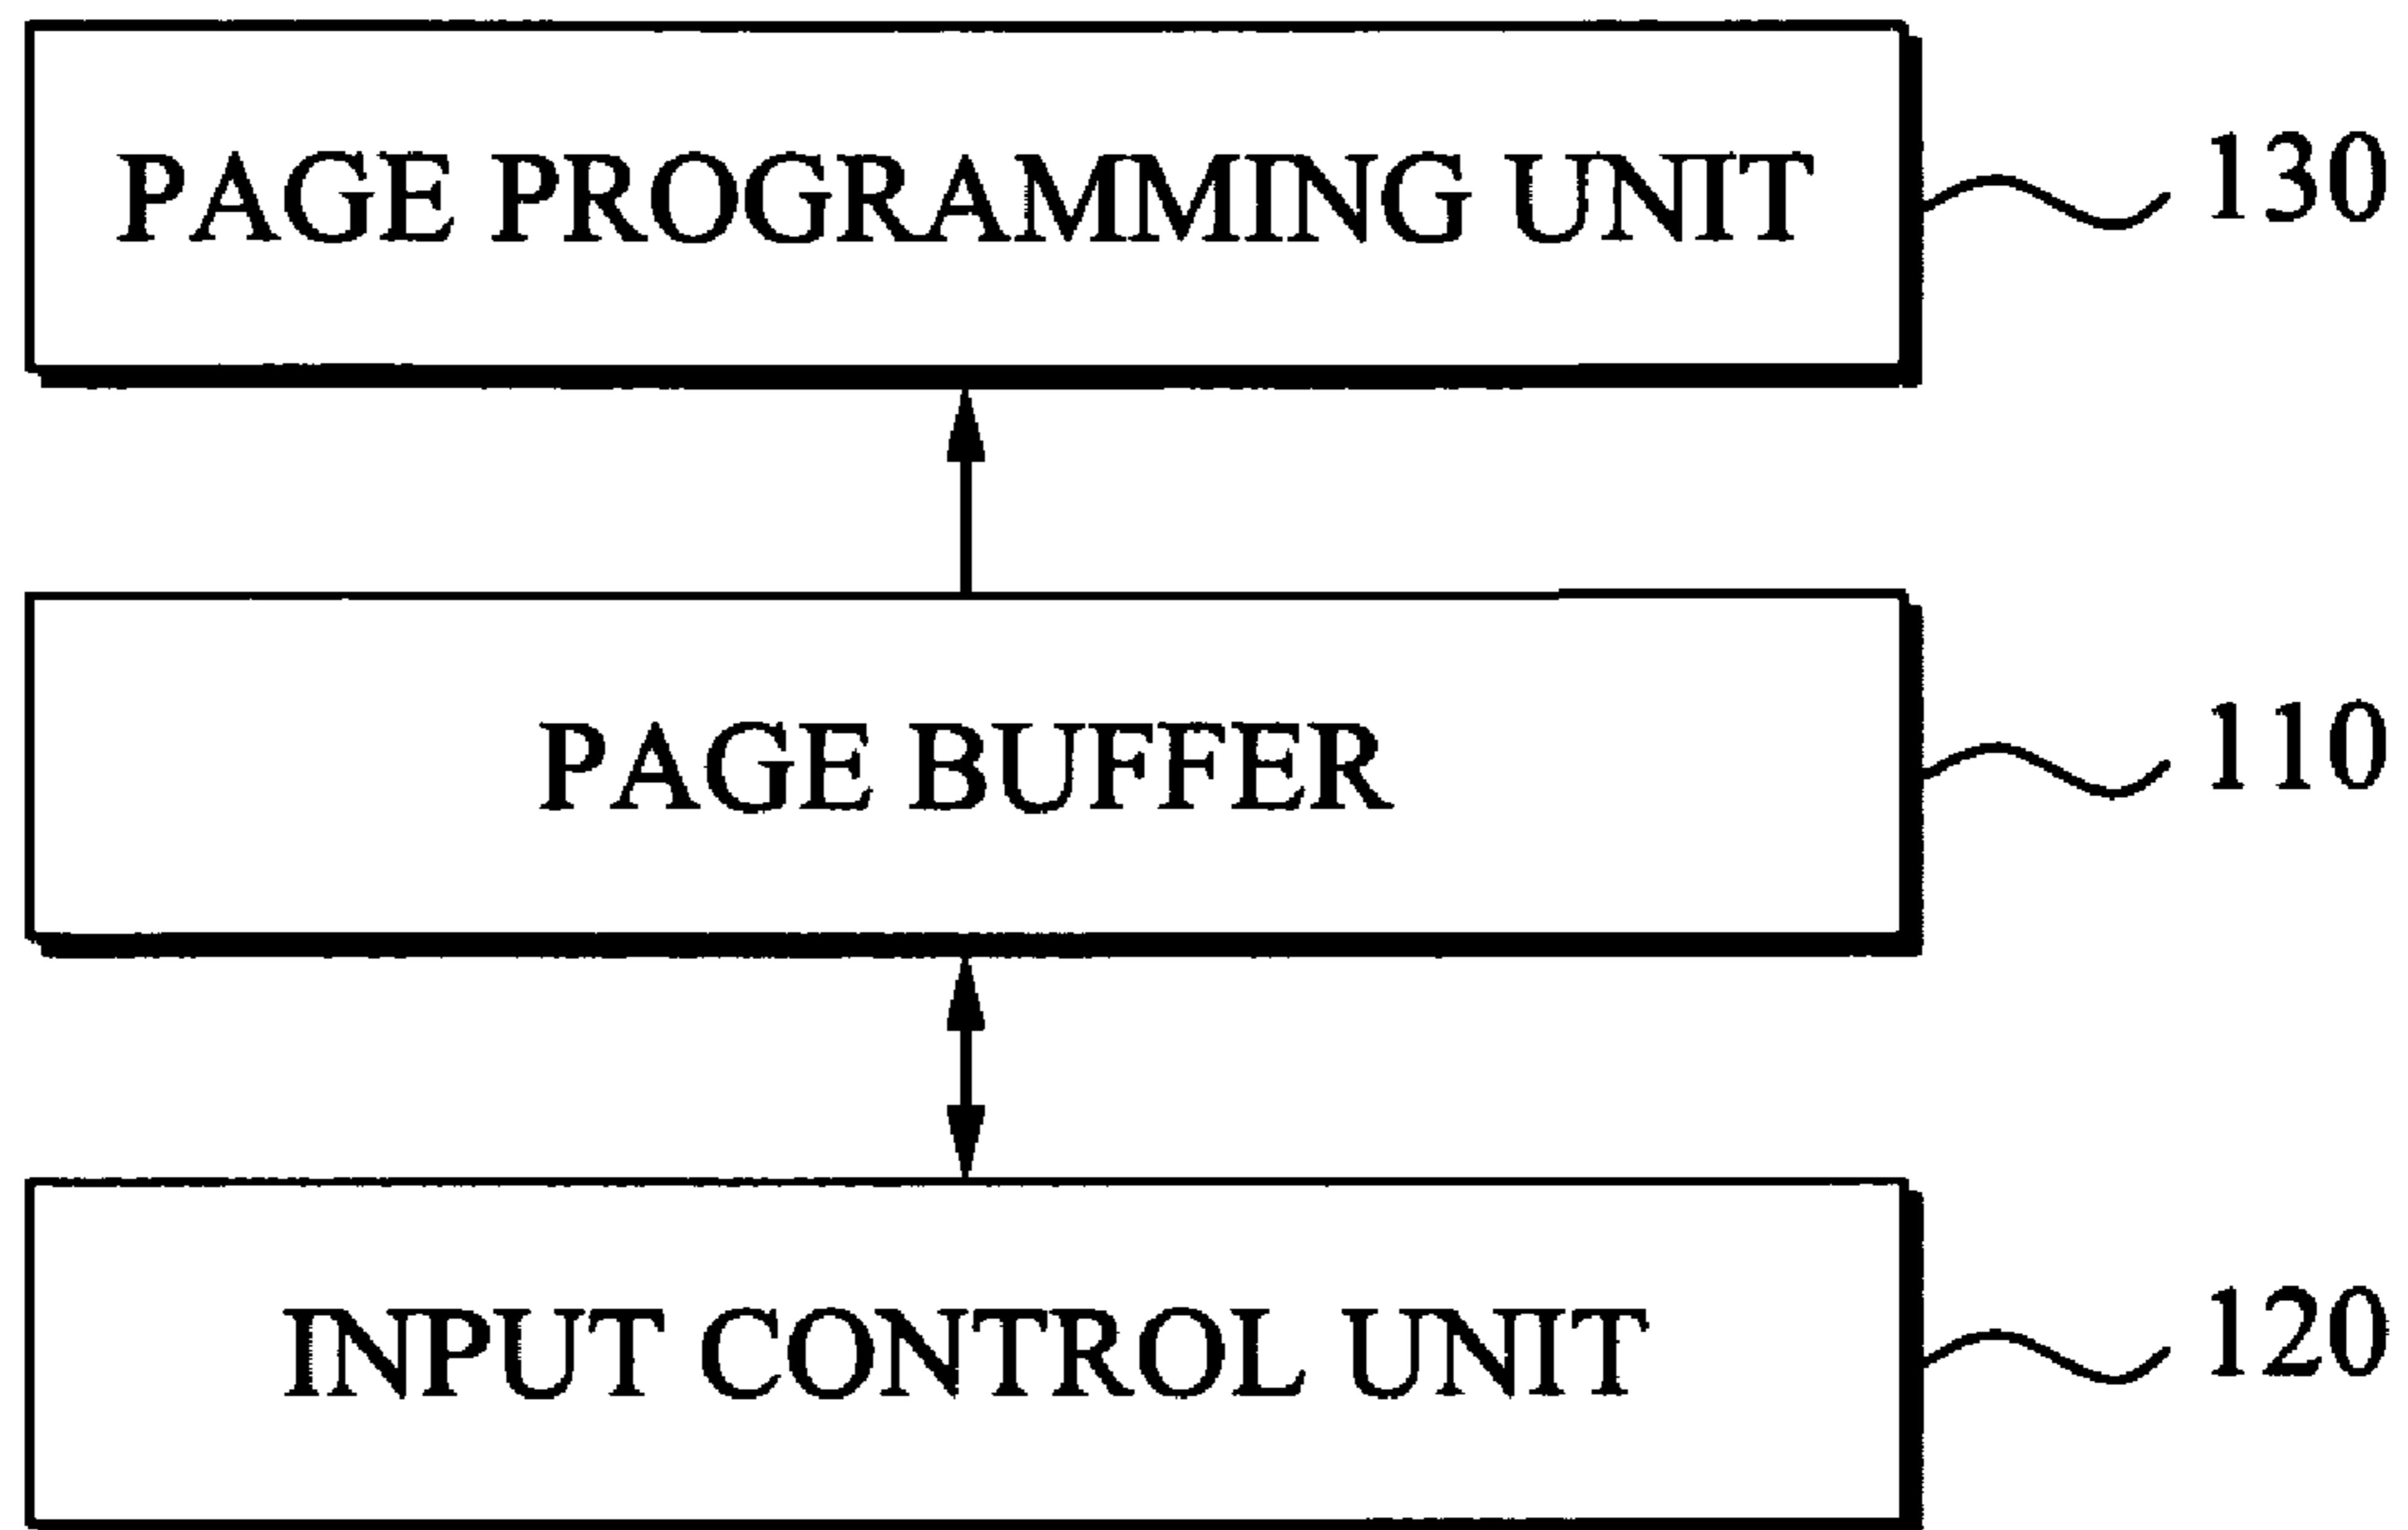 PAGE PROGRAMMING UNIT 130
PAGE BUFFER 110
INPUT CONTROL UNIT 120